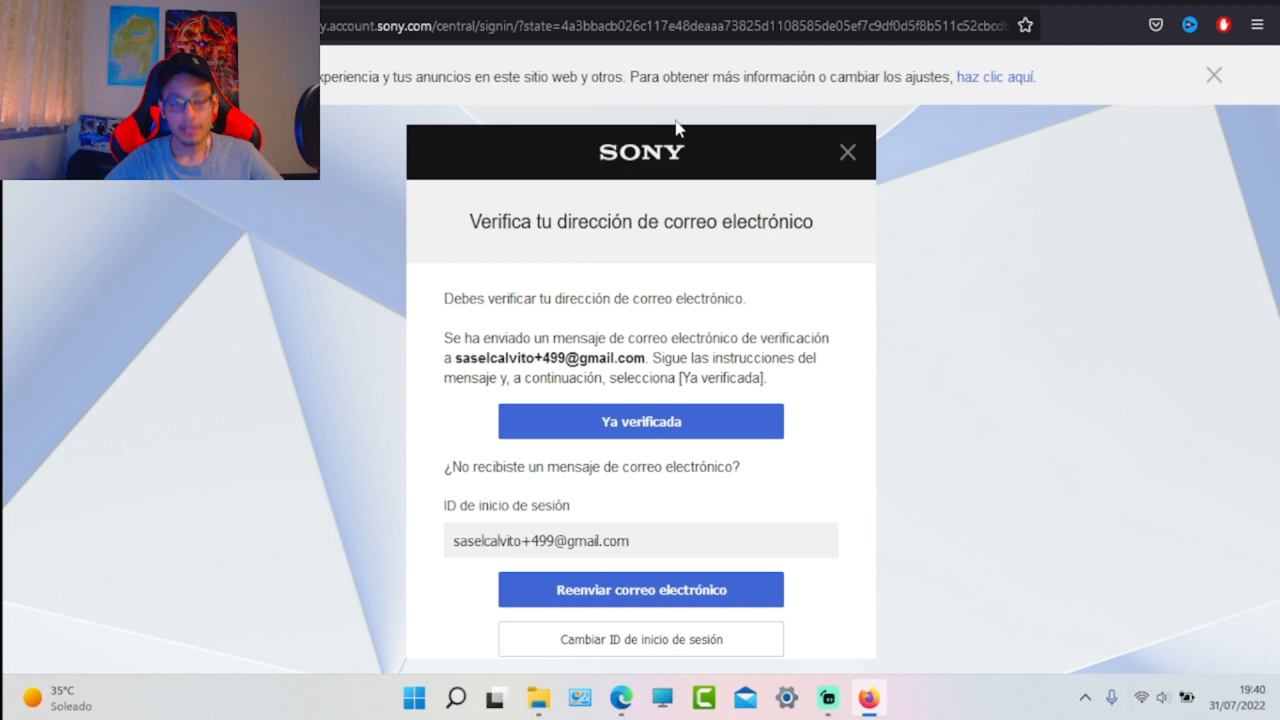 y.account.sony.com/central/signin/?state=4a3bbacb026c117e48deaaa73825d1108585de05ef7c9df0d5f8b511c52cbcd
xperiencia y tus anuncios en este sitio web y otros. Para obtener más información o cambiar los ajustes, haz clic aquí.
SONY
Verifica tu dirección de correo electrónico
Debes verificar tu dirección de correo electrónico.
Se ha enviado un mensaje de correo electrónico de verificación
a saselcalvito+499@gmail.com. Sigue las instrucciones del
mensaje y, a continuación, selecciona [Ya verificada].
Ya verificada
¿No recibiste un mensaje de correo electrónico?
ID de inicio de sesión
saselcalvito+499@gmail.com
Reenviar correo electrónico
Cambiar ID de inicio de sesión
35°C
Soleado
19:40
31/07/2022